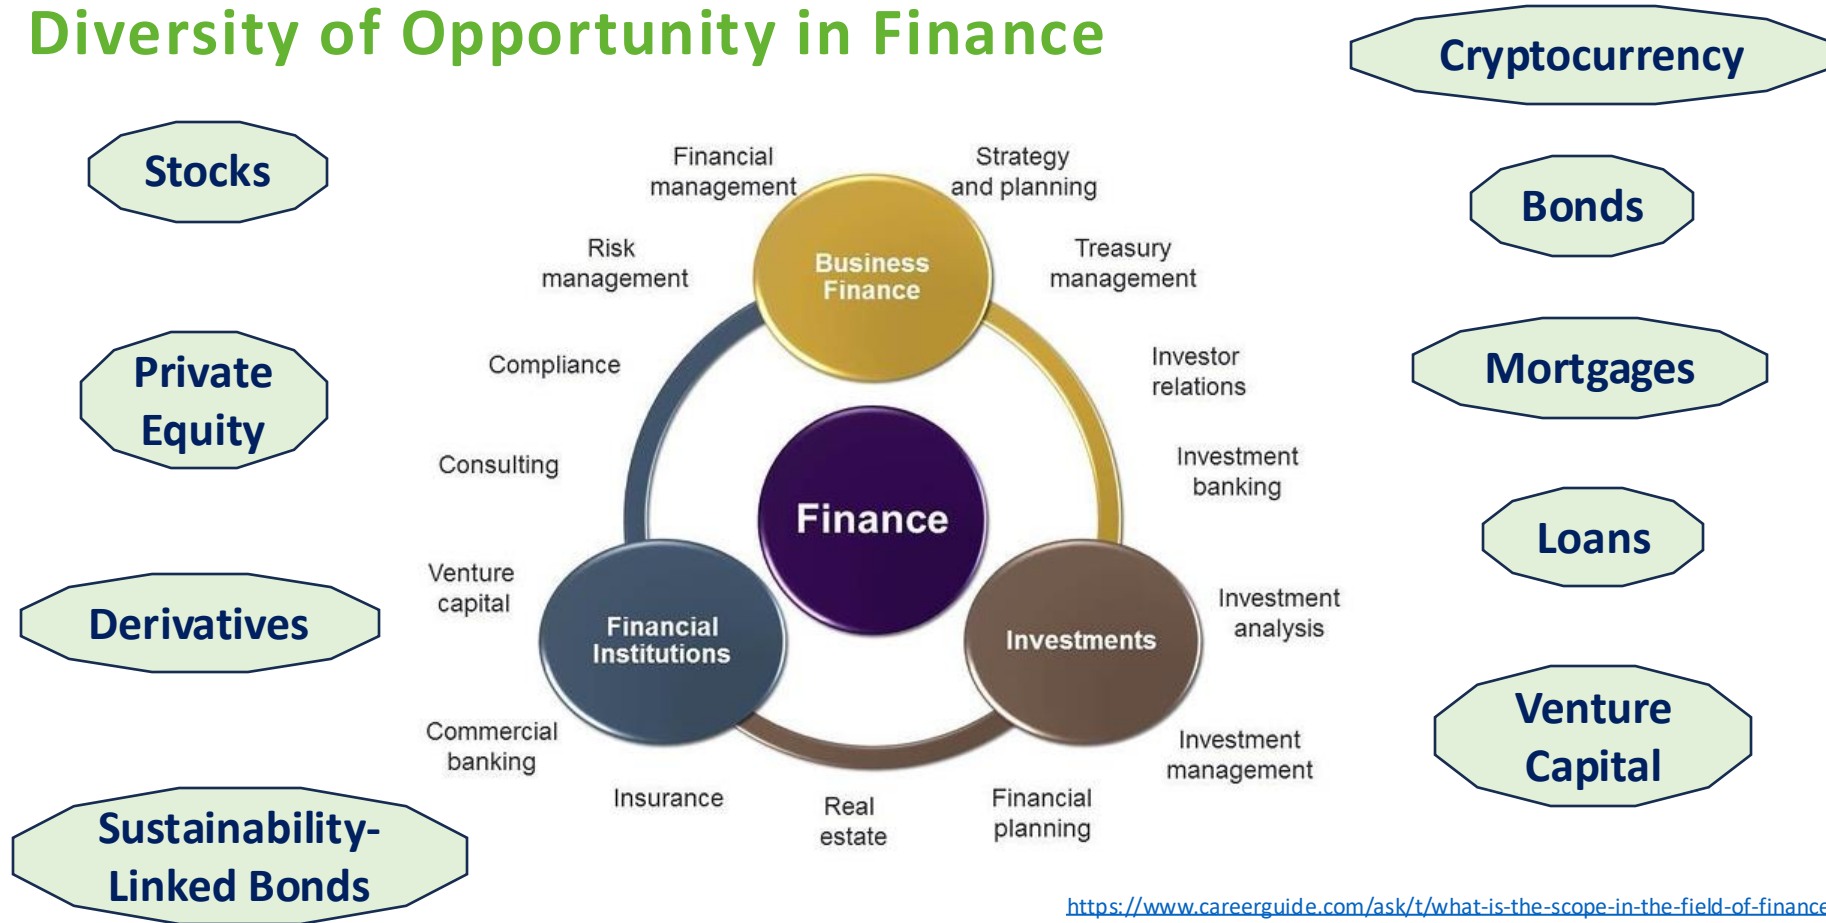 Diversity of Opportunity in Finance
Cryptocurrency
Stocks
Bonds
Private
Equity
Mortgages
Derivatives
Loans
Sustainability-
Linked Bonds
Venture
Capital
Financial
management
Strategy
and planning
Risk
management
Business
Finance
Treasury
management
Compliance
Investor
relations
Consulting
Investment
banking
Finance
Venture
capital
Financial
Institutions
Investments
Investment
analysis
Commercial
banking
Investment
management
Insurance
Real
estate
Financial
planning
https://www.careerguide.com/ask/t/what-is-the-scope-in-the-field-of-finance